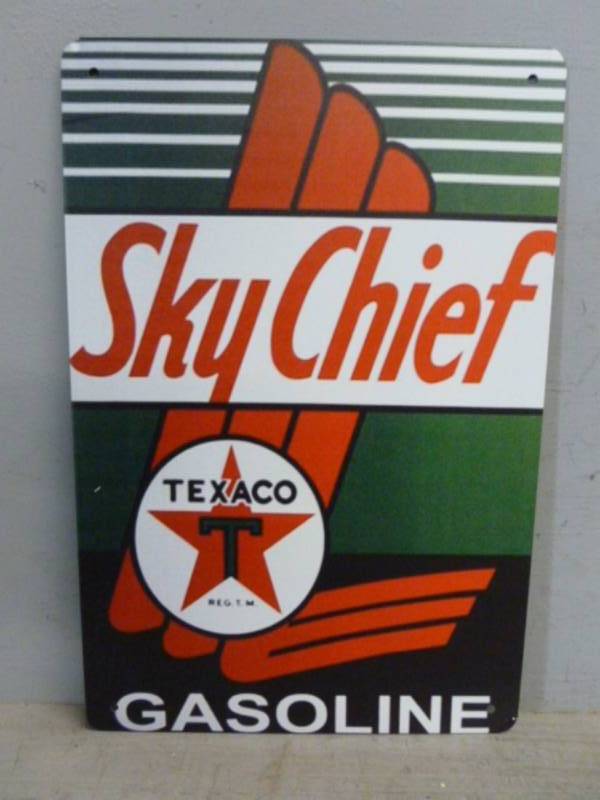 Sky Chief
TEXACO
T
REG. T. M.
GASOLINE